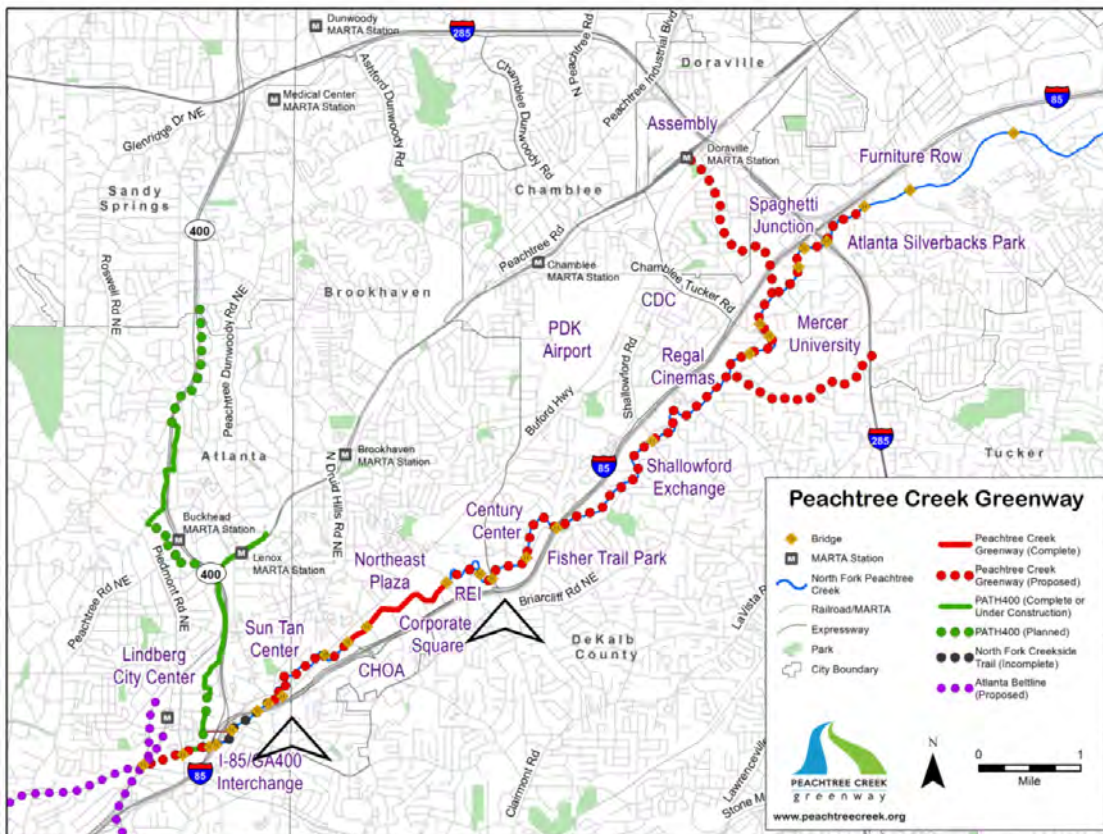 Dunwoody
MARTA Station
285
Ashford Dunwoody Rd
Chamblee Dunwoody Rd
N Peachtree Rd
Peachtree Industrial Blvd
Doraville
85
Medical Center
MARTA Station
Glenridge Dr NE
Assembly
Doraville
MARTA Station
Furniture Row
Sandy
Springs
Chamblee
Spaghetti
Junction
400
Peachtree Rd
Atlanta Silverbacks Park
Roswell Rd NE
Chamblee
MARTA Station
Chamblee Tucker Rd
Brookhaven
CDC
Peachtree Dunwoody Rd NE
PDK
Airport
Mercer
University
Shallowford Rd
Regal
Cinemas
Buford Hwy
Brookhaven
MARTA Station
N Druid Hills Rd NE
Atlanta
285
Tucker
85
Shallowford
Exchange
Century
Center
Buckhead
MARTA Station
Lenox
MARTA Station
400
Piedmont Rd NE
Peachtree Rd NE
Northeast
Plaza
Fisher Trail Park
REI
Briarcliff Rd NE
LaVista R
Sun Tan
Center
Corporate
Square
DeKalb
County
CHOA
Lindberg
City Center
I-85/GA400
Interchange
85
Clairmont Rd
Lawrenceville
Stone M
Peachtree Creek Greenway
Bridge
M
MARTA Station
North Fork Peachtree
Creek
Railroad/MARTA
Expressway
Park
City Boundary
Peachtree Creek
Greenway (Complete)
Peachtree Creek
Greenway (Proposed)
PATH400 (Complete or
Under Construction)
PATH400 (Planned)
North Fork Creekside
Trail (Incomplete)
Atlanta Beltline
(Proposed)
PEACHTREE CREEK
greenway
www.peachtreecreek.org
N
0 1
Mile